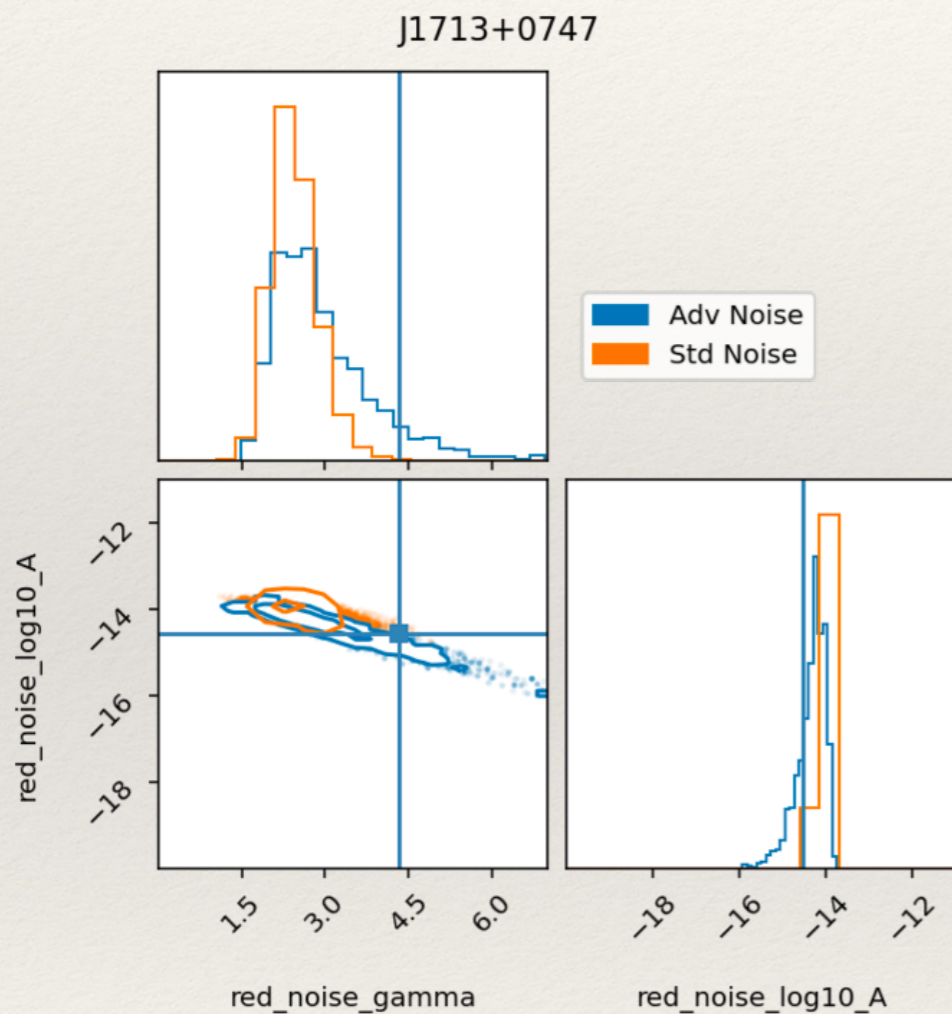 J1713+0747
Adv Noise
Std Noise
red_noise_log10_A
−12
−14
−16
−18
1.5 3.0 4.5 6.0
−18 −16 −14 −12
red_noise_gamma
red_noise_log10_A